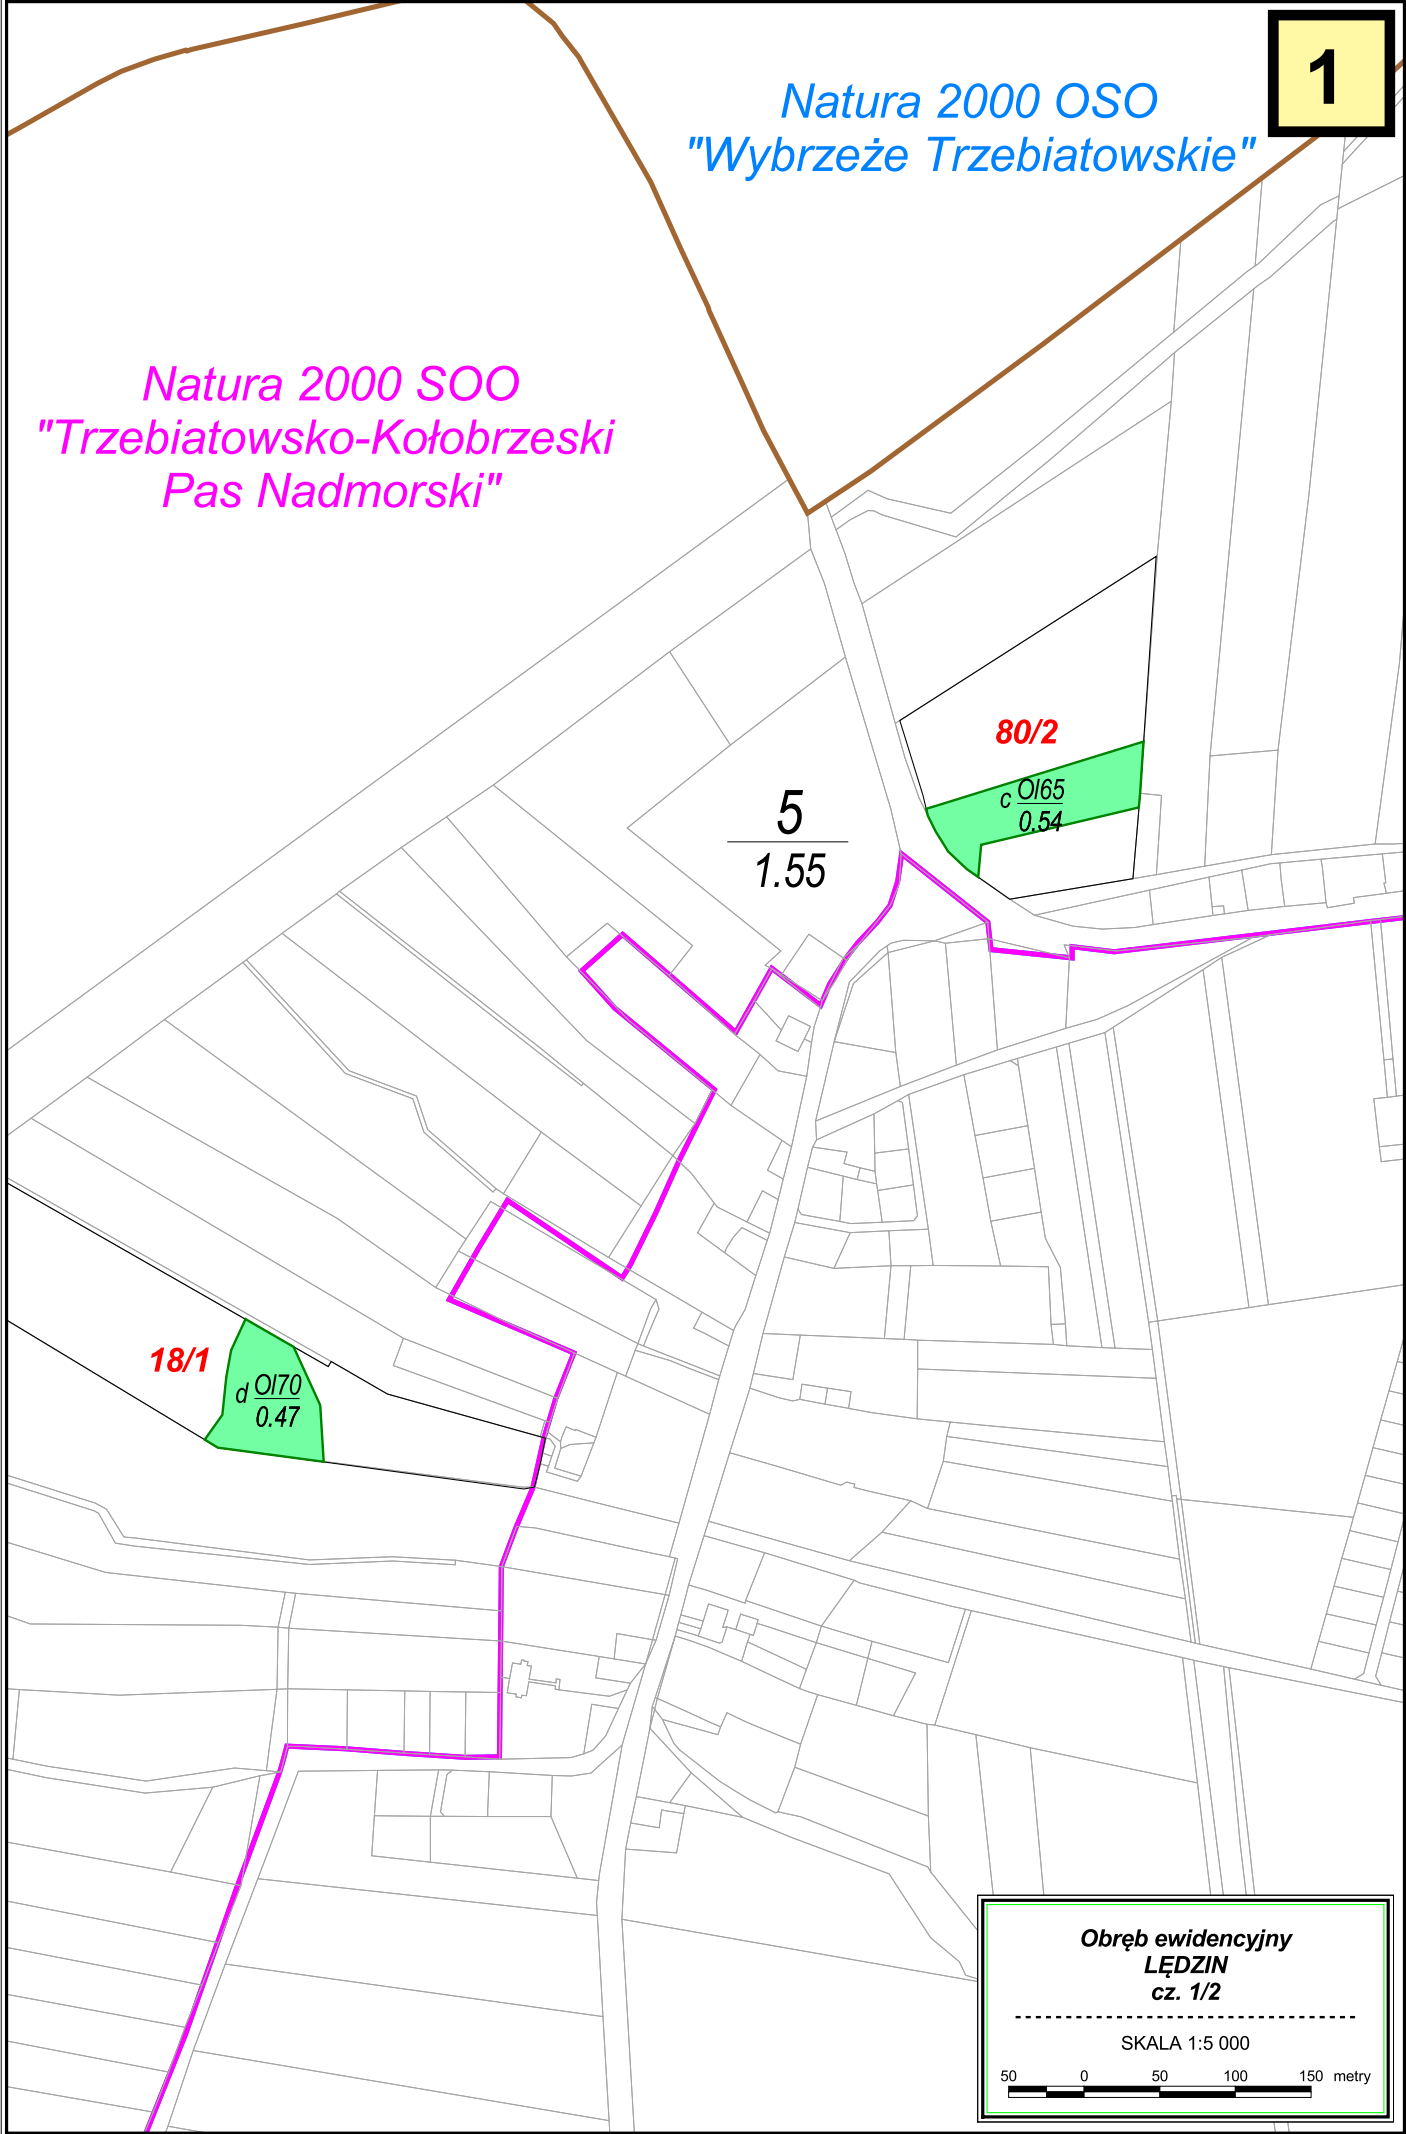 1
Natura 2000 OSO
"Wybrzeże Trzebiatowskie"
Natura 2000 SOO
"Trzebiatowsko-Kołobrzeski
Pas Nadmorski"
80/2
c Ol65
0.54
5
1.55
18/1
d Ol70
0.47
Obręb ewidencyjny
LĘDZIN
cz. 1/2
SKALA 1:5 000
50 0 50 100 150 metry